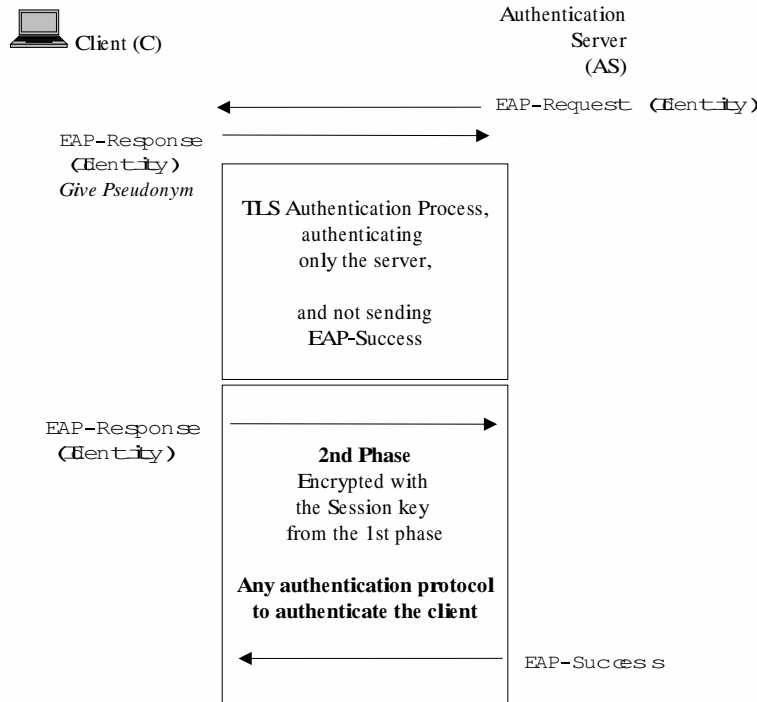 Client (C)
Authentication
Server
(AS)
EAP-Request (Identity)
EAP-Response
(Identity)
Give Pseudonym
TLS Authentication Process,
authenticating
only the server,
and not sending
EAP-Success
EAP-Response
(Identity)
2nd Phase
Encrypted with
the Session key
from the 1st phase
Any authentication protocol
to authenticate the client
EAP-Success